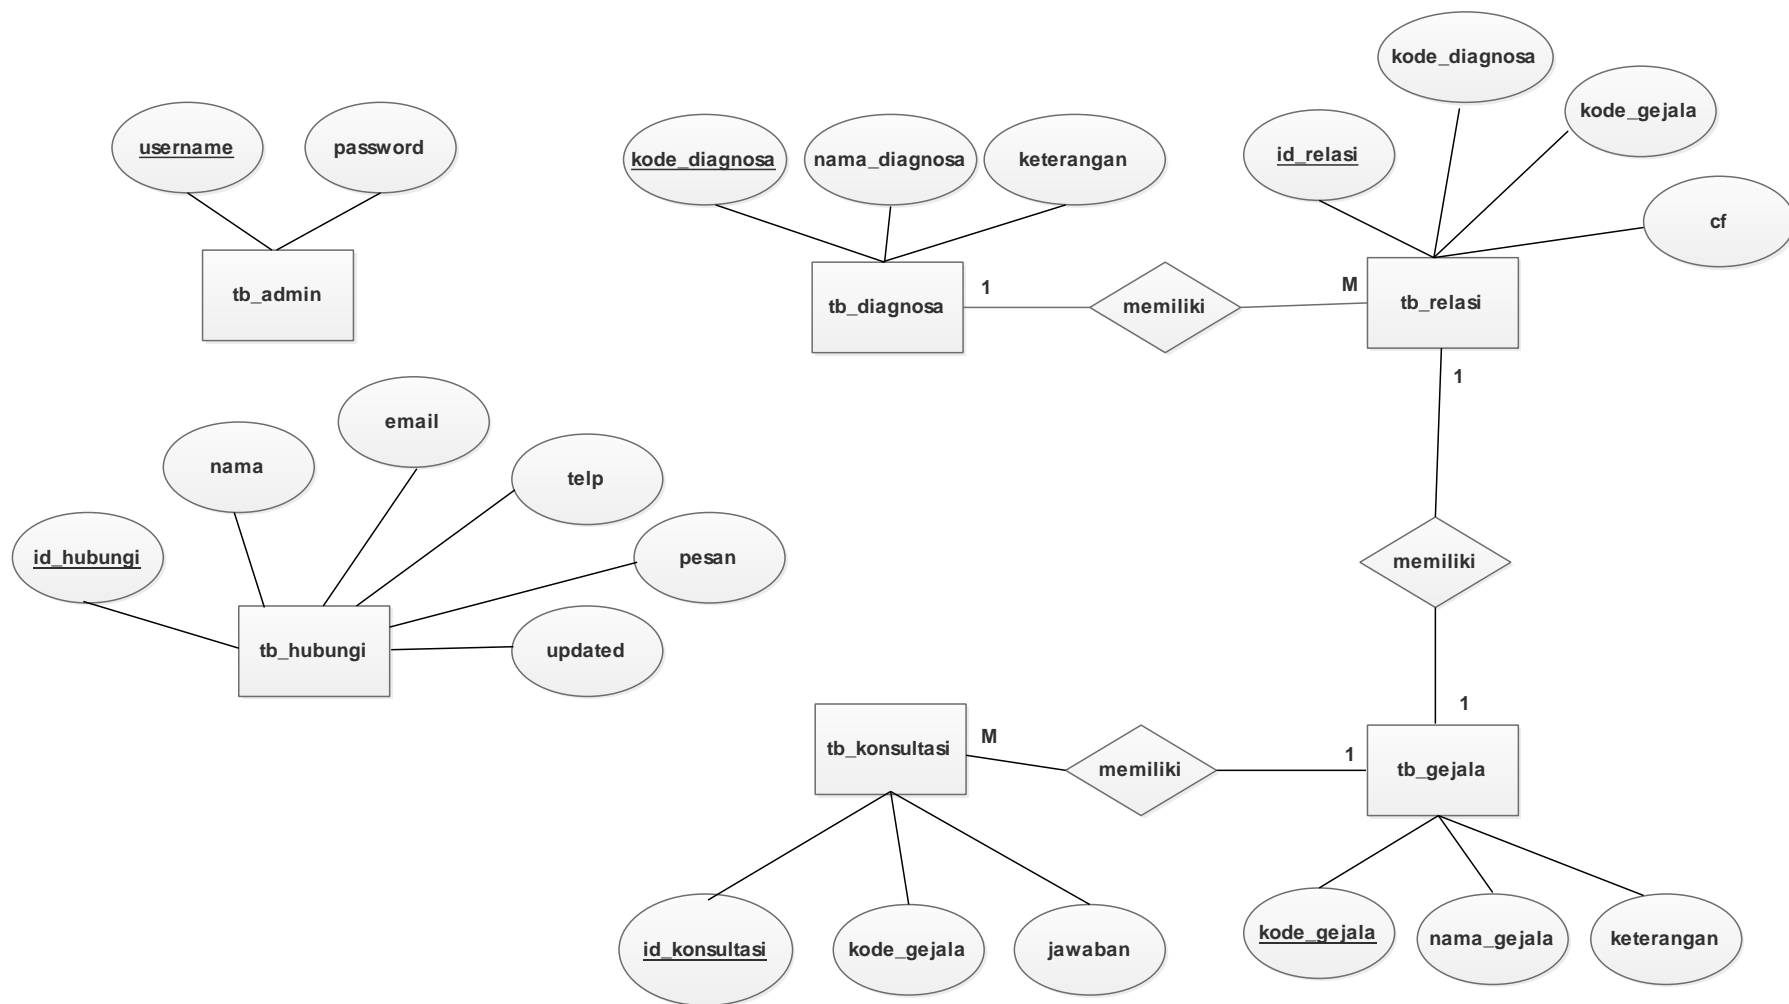 kode_diagnosa
kode_gejala
username
password
kode_diagnosa
nama_diagnosa
keterangan
id_relasi
cf
tb_admin
tb_diagnosa
1
memiliki
M
tb_relasi
1
email
nama
telp
id_hubungi
pesan
memiliki
tb_hubungi
updated
1
tb_konsultasi
M
memiliki
1
tb_gejala
id_konsultasi
kode_gejala
jawaban
kode_gejala
nama_gejala
keterangan